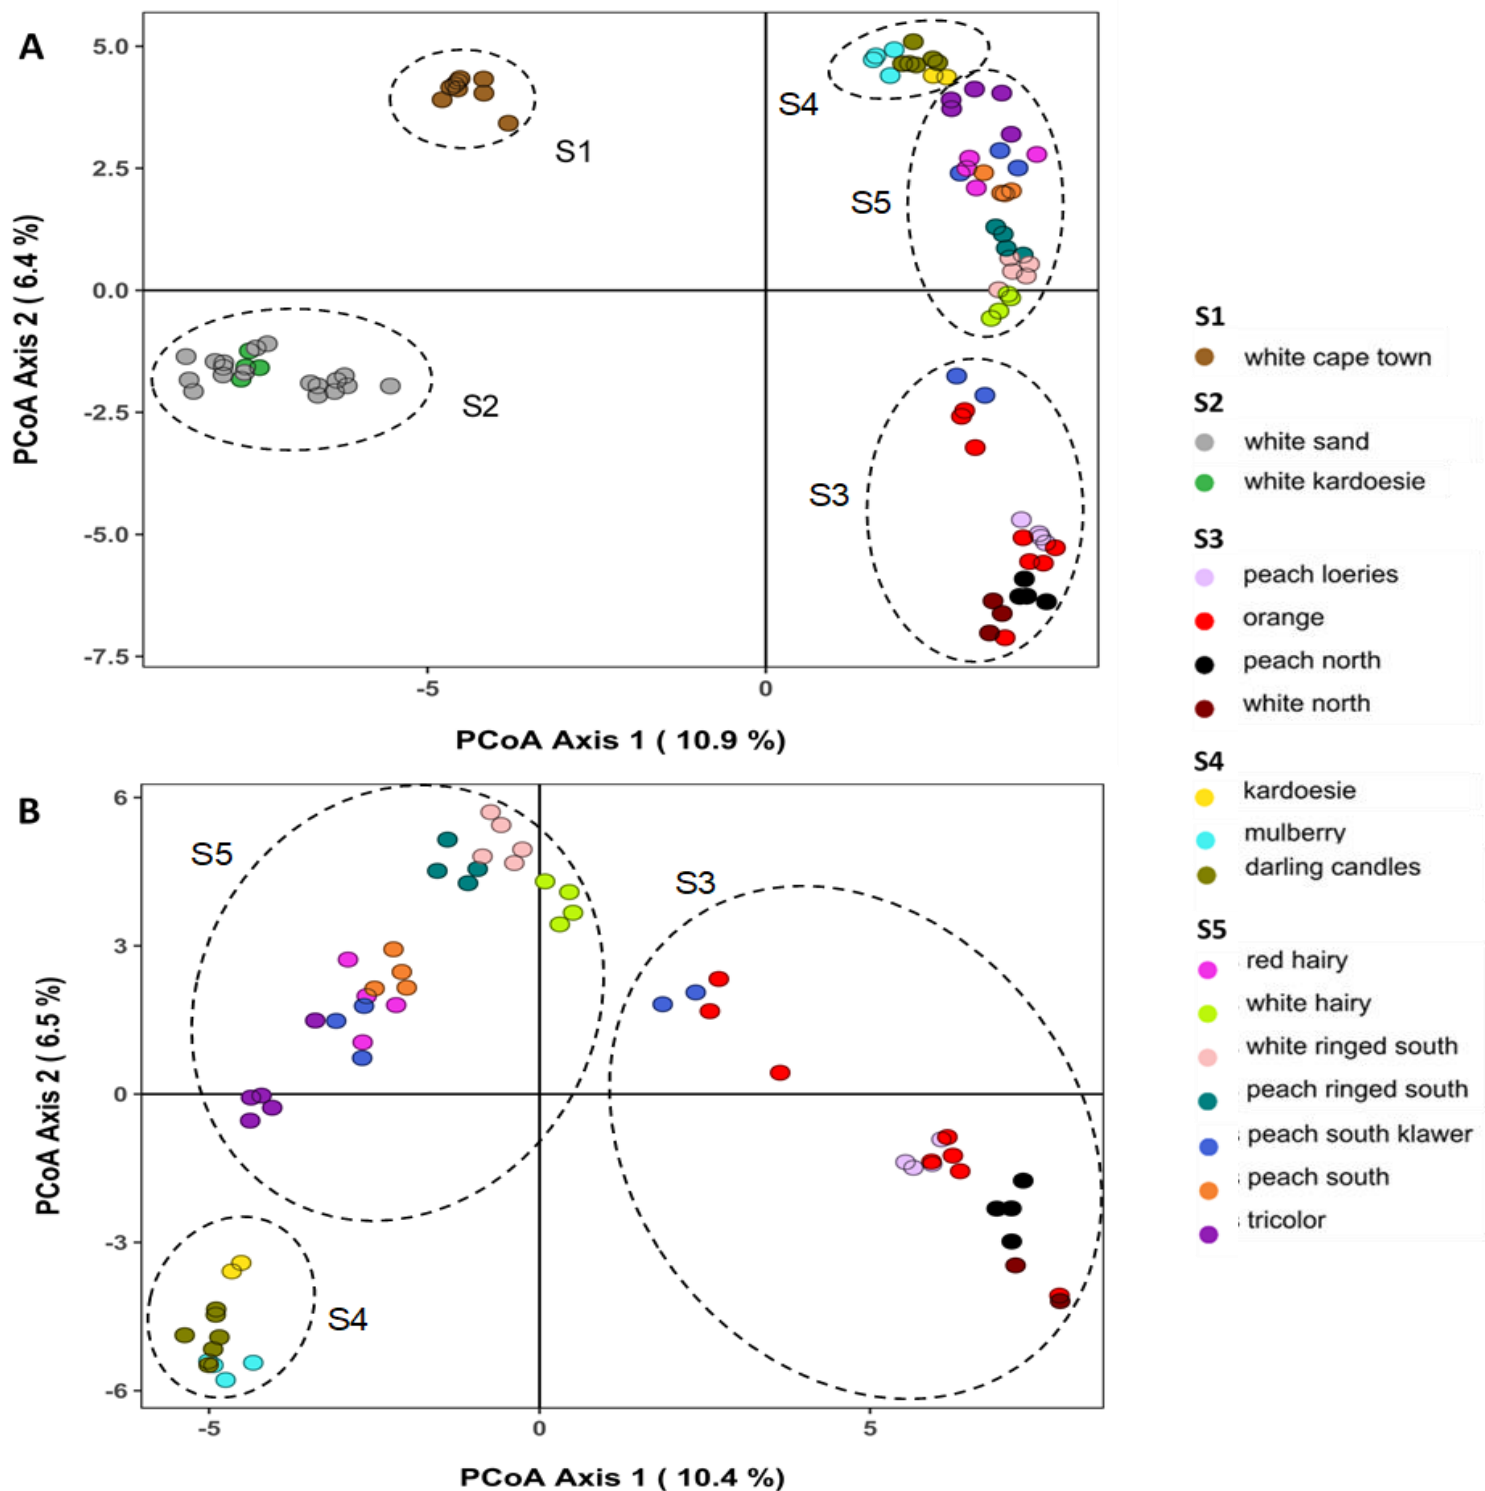 A
5.0
2.5
0.0
-2.5
-5.0
-7.5
PCoA Axis 2 ( 6.4 %)
S1
S2
S3
S4
S5
-5
0
PCoA Axis 1 ( 10.9 %)
B
6
3
0
-3
-6
PCoA Axis 2 ( 6.5 %)
S5
S3
S4
-5
0
5
PCoA Axis 1 ( 10.4 %)
S1
white cape town
S2
white sand
white kardoesie
S3
peach loeries
orange
peach north
white north
S4
kardoesie
mulberry
darling candles
S5
red hairy
white hairy
white ringed south
peach ringed south
peach south klawer
peach south
tricolor